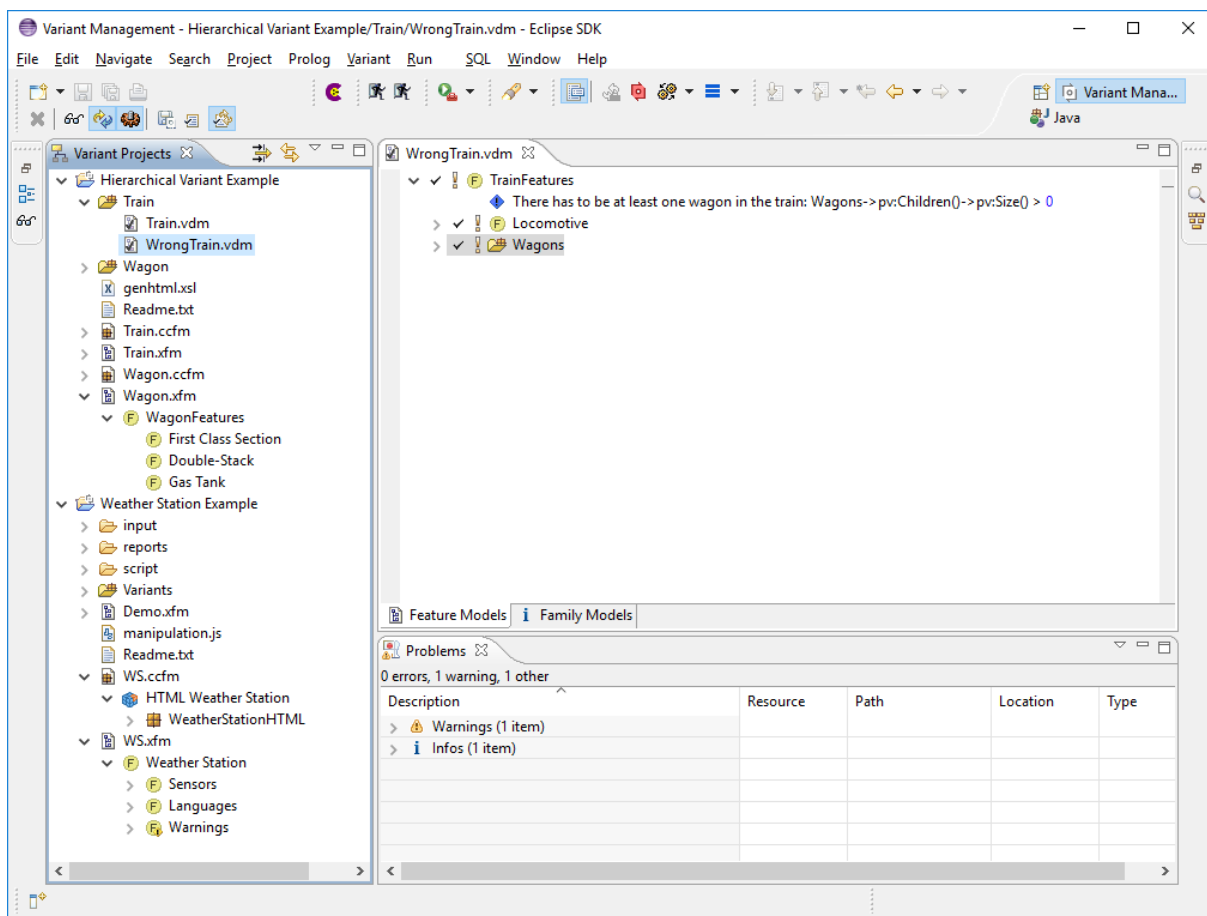 Variant Management - Hierarchical Variant Example/Train/WrongTrain.vdm - Eclipse SDK
File Edit Navigate Search Project Prolog Variant Run SQL Window Help
Variant Mana...
Java
Variant Projects
Hierarchical Variant Example
Train
Train.vdm
WrongTrain.vdm
Wagon
genhtml.xsl
Readme.txt
Train.ccfm
Train.xfm
Wagon.ccfm
Wagon.xfm
WagonFeatures
First Class Section
Double-Stack
Gas Tank
Weather Station Example
input
reports
script
Variants
Demo.xfm
manipulation.js
Readme.txt
WS.ccfm
HTML Weather Station
WeatherStationHTML
WS.xfm
Weather Station
Sensors
Languages
Warnings
WrongTrain.vdm
TrainFeatures
There has to be at least one wagon in the train: Wagons->pv:Children()->pv:Size() > 0
Locomotive
Wagons
Feature Models Family Models
Problems
0 errors, 1 warning, 1 other
Description Resource Path Location Type
Warnings (1 item)
Infos (1 item)